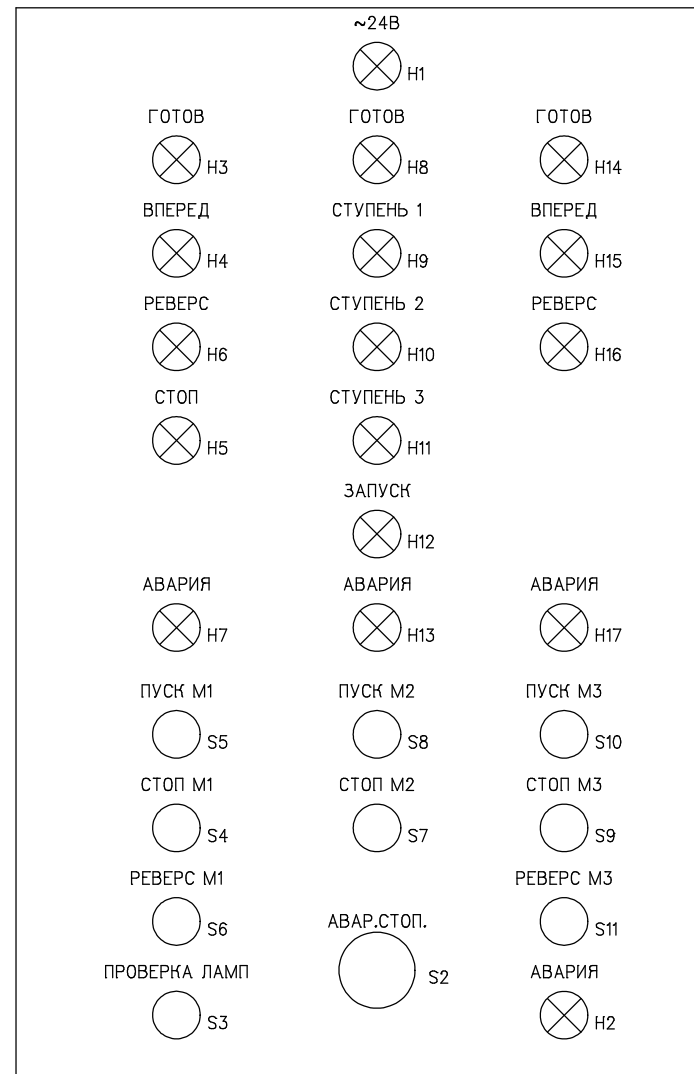 ~24В
H1
ГОТОВ ГОТОВ ГОТОВ
H3 H8 H14
ВПЕРЕД СТУПЕНЬ 1 ВПЕРЕД
H4 H9 H15
РЕВЕРС СТУПЕНЬ 2 РЕВЕРС
H6 H10 H16
СТОП СТУПЕНЬ 3
H5 H11
ЗАПУСК
H12
АВАРИЯ АВАРИЯ АВАРИЯ
H7 H13 H17
ПУСК М1 ПУСК М2 ПУСК М3
S5 S8 S10
СТОП М1 СТОП М2 СТОП М3
S4 S7 S9
РЕВЕРС М1 РЕВЕРС М3
S6 S11
АВАР.СТОП.
S2
ПРОВЕРКА ЛАМП АВАРИЯ
S3 H2